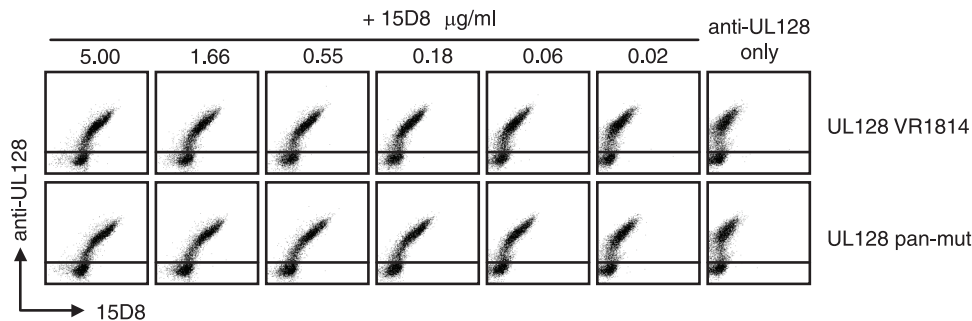 + 15D8 μg/ml
anti-UL128 only
5.00 1.66 0.55 0.18 0.06 0.02
UL128 VR1814
UL128 pan-mut
anti-UL128
15D8